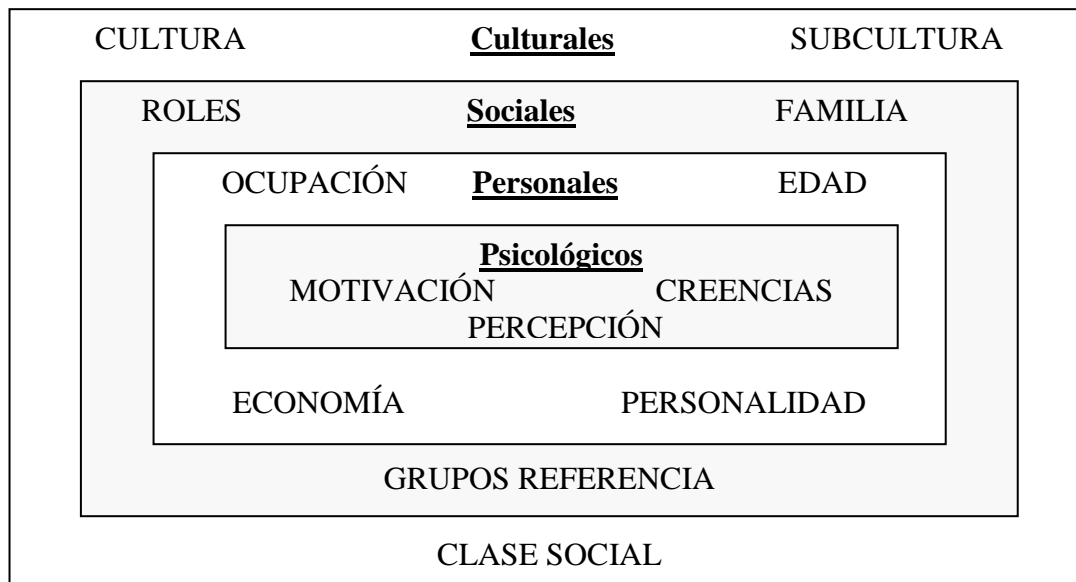 CULTURA Culturales SUBCULTURA
ROLES Sociales FAMILIA
OCUPACIÓN Personales EDAD
Psicológicos
MOTIVACIÓN CREENCIAS
PERCEPCIÓN
ECONOMÍA PERSONALIDAD
GRUPOS REFERENCIA
CLASE SOCIAL